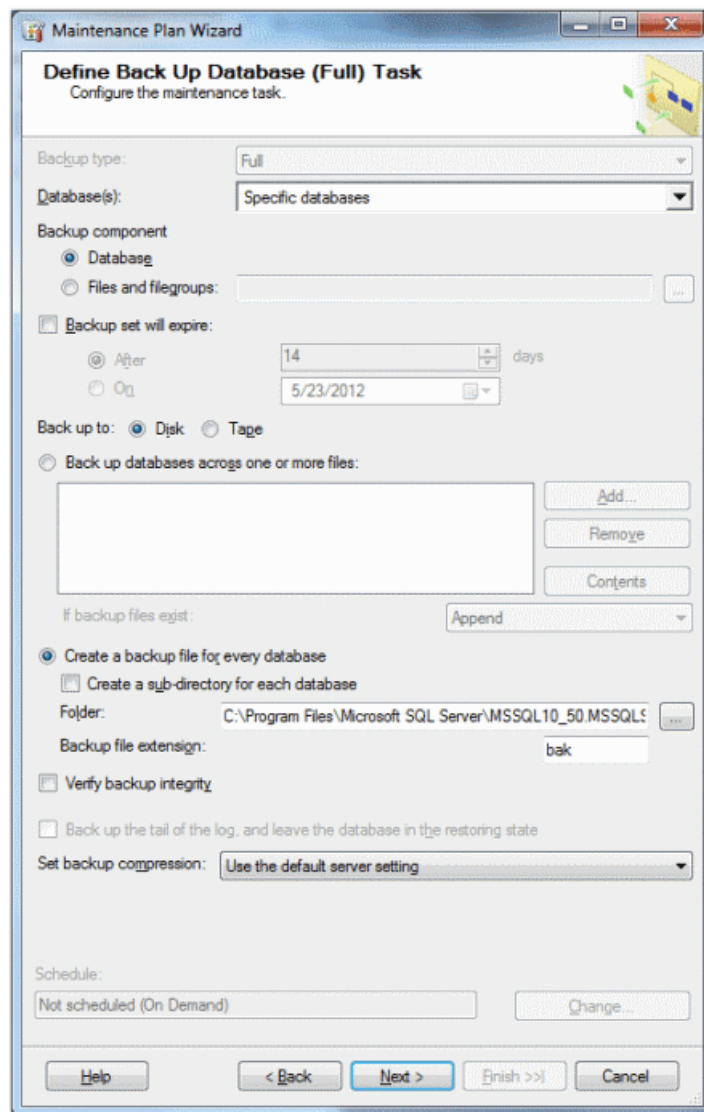 Maintenance Plan Wizard
Define Back Up Database (Full) Task
Configure the maintenance task.
Backup type: Full
Database(s): Specific databases
Backup component
Database
Files and filegroups: ...
Backup set will expire:
After 14 days
On 5/23/2012
Back up to: Disk Tape
Back up databases across one or more files:
Add...
Remove
Contents
If backup files exist: Append
Create a backup file for every database
Create a sub-directory for each database
Folder: C:\Program Files\Microsoft SQL Server\MSSQL10_50.MSSQLS ...
Backup file extension: bak
Verify backup integrity
Back up the tail of the log, and leave the database in the restoring state
Set backup compression: Use the default server setting
Schedule:
Not scheduled (On Demand) Change...
Help < Back Next > Finish >>| Cancel